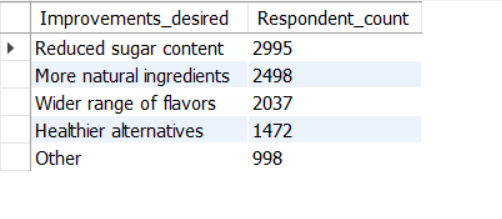 Improvements_desired Respondent_count
Reduced sugar content 2995
More natural ingredients 2498
Wider range of flavors 2037
Healthier alternatives 1472
Other 998